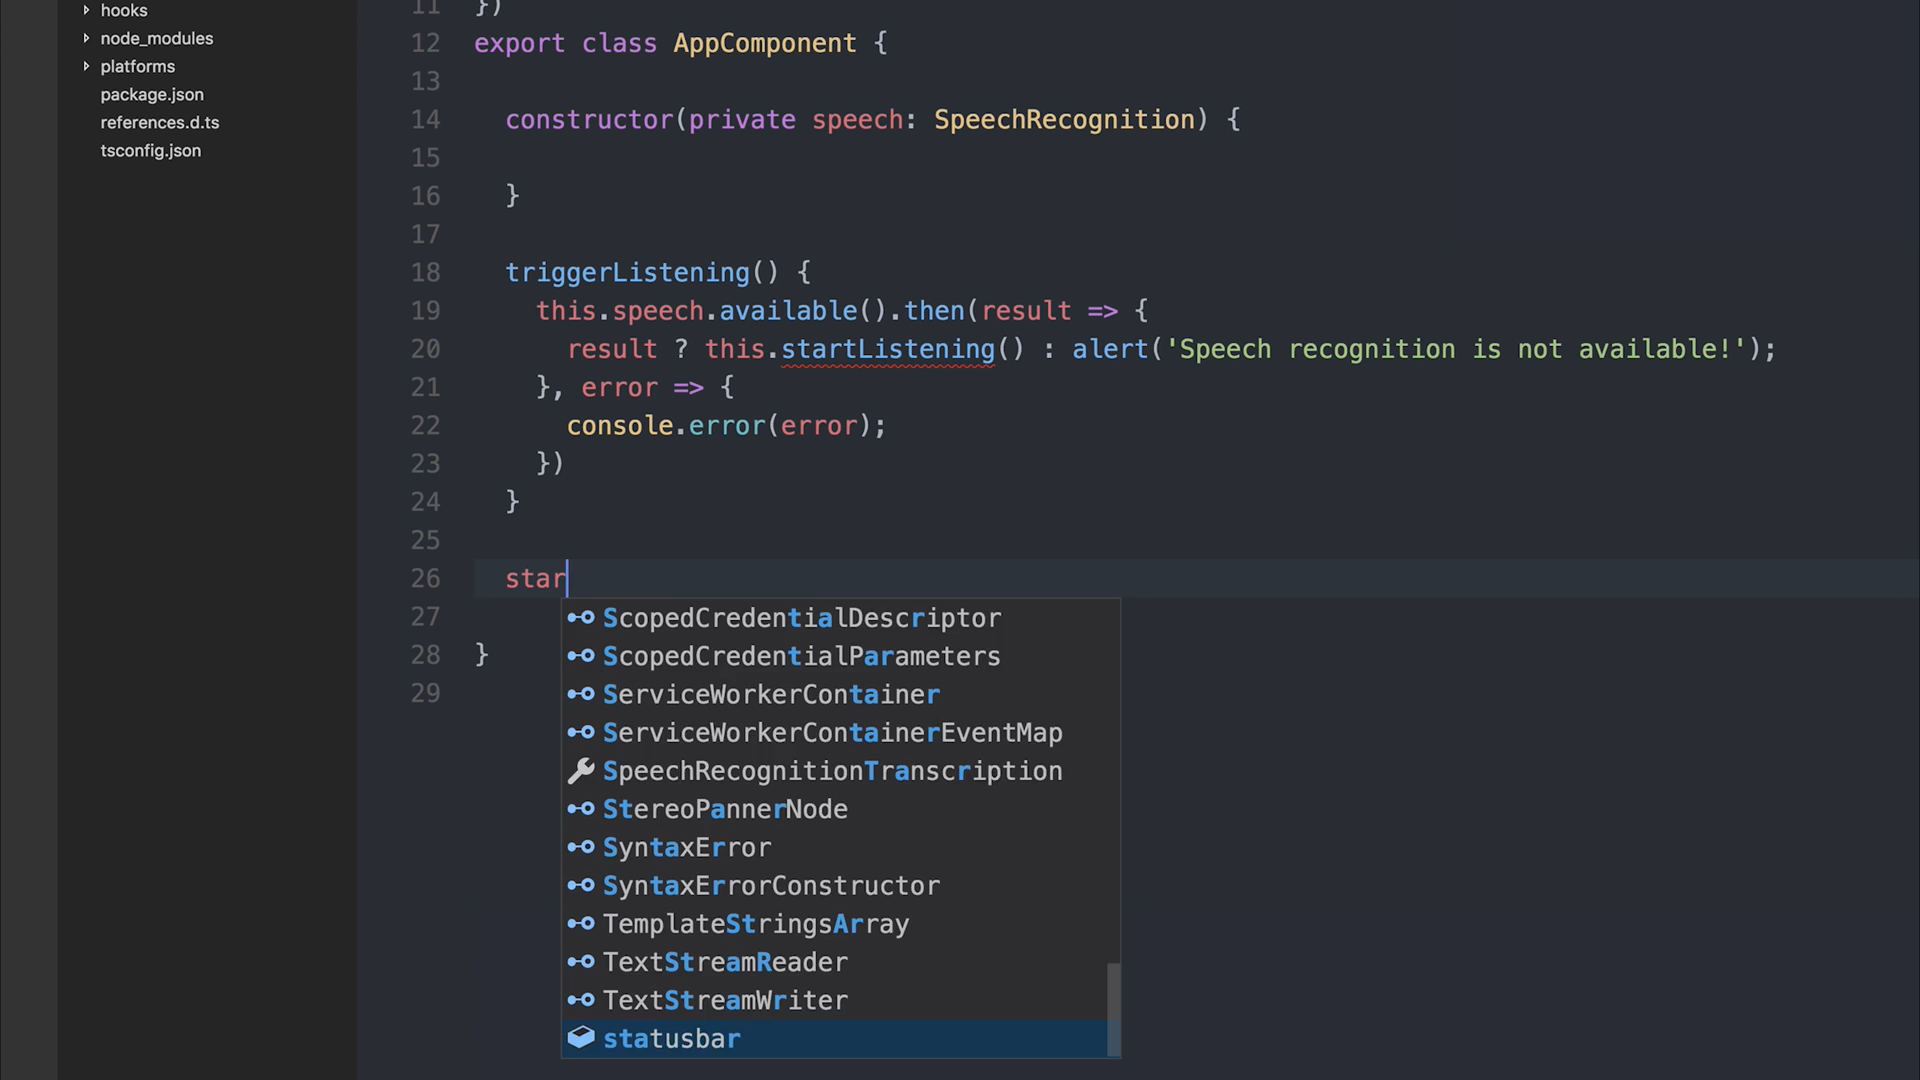 hooks
node_modules
platforms
package.json
references.d.ts
tsconfig.json
11 })
12 export class AppComponent {
13
14 constructor(private speech: SpeechRecognition) {
15
16 }
17
18 triggerListening() {
19 this.speech.available().then(result => {
20 result ? this.startListening() : alert('Speech recognition is not available!');
21 }, error => {
22 console.error(error);
23 })
24 }
25
26 star
27
28 }
29
ScopedCredentialDescriptor
ScopedCredentialParameters
ServiceWorkerContainer
ServiceWorkerContainerEventMap
SpeechRecognitionTranscription
StereoPannerNode
SyntaxError
SyntaxErrorConstructor
TemplateStringsArray
TextStreamReader
TextStreamWriter
statusbar